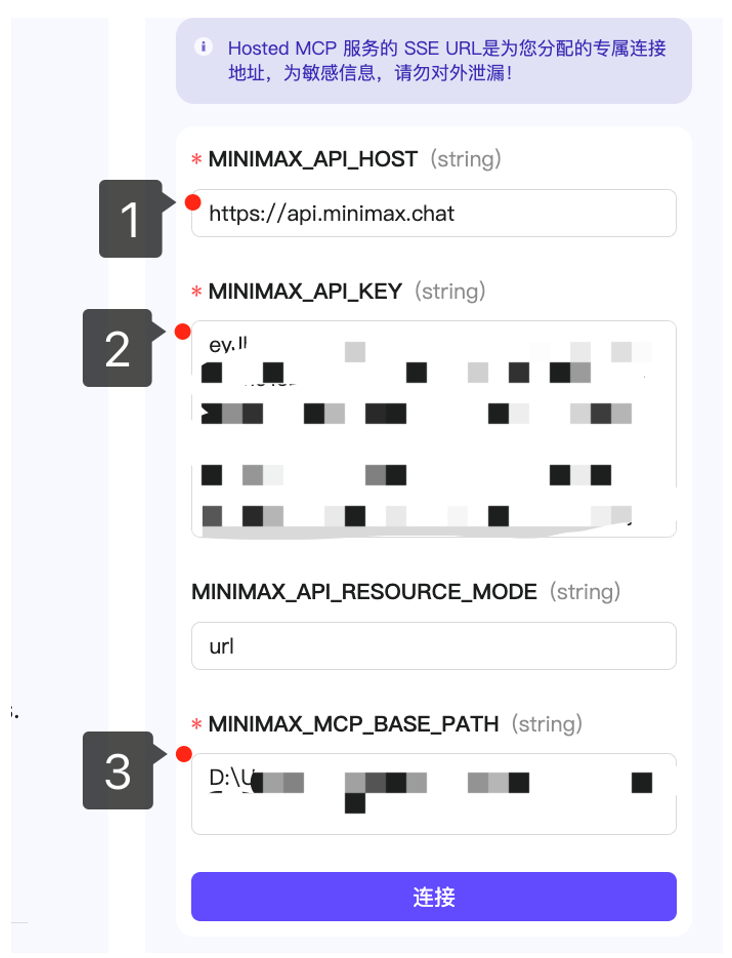 Hosted MCP 服务的 SSE URL是为您分配的专属连接
地址，为敏感信息，请勿对外泄漏！
* MINIMAX_API_HOST (string)
1
https://api.minimax.chat
* MINIMAX_API_KEY (string)
2
MINIMAX_API_RESOURCE_MODE (string)
url
s.
* MINIMAX_MCP_BASE_PATH (string)
3
D:\U
连接